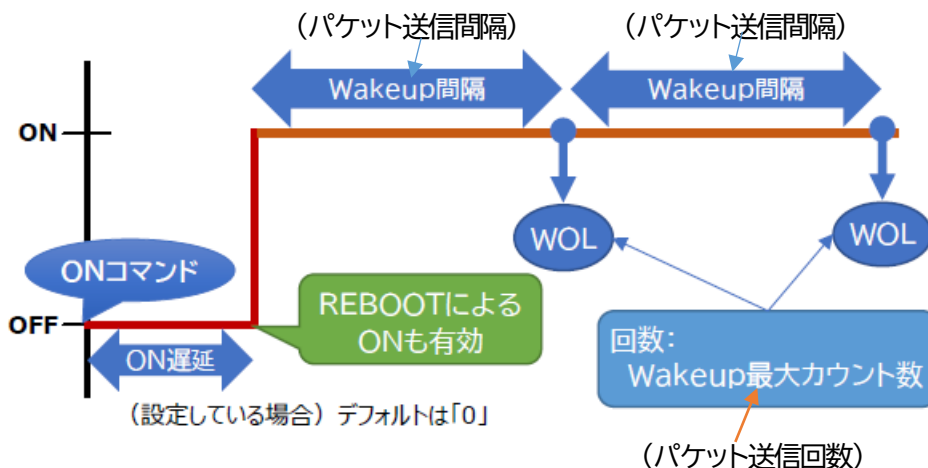 (パケット送信間隔)
(パケット送信間隔)
Wakeup間隔
Wakeup間隔
ON
WOL
WOL
ONコマンド
REBOOTによる
ONも有効
OFF
ON遅延
回数:
Wakeup最大カウント数
(設定している場合)デフォルトは「0」
(パケット送信回数)